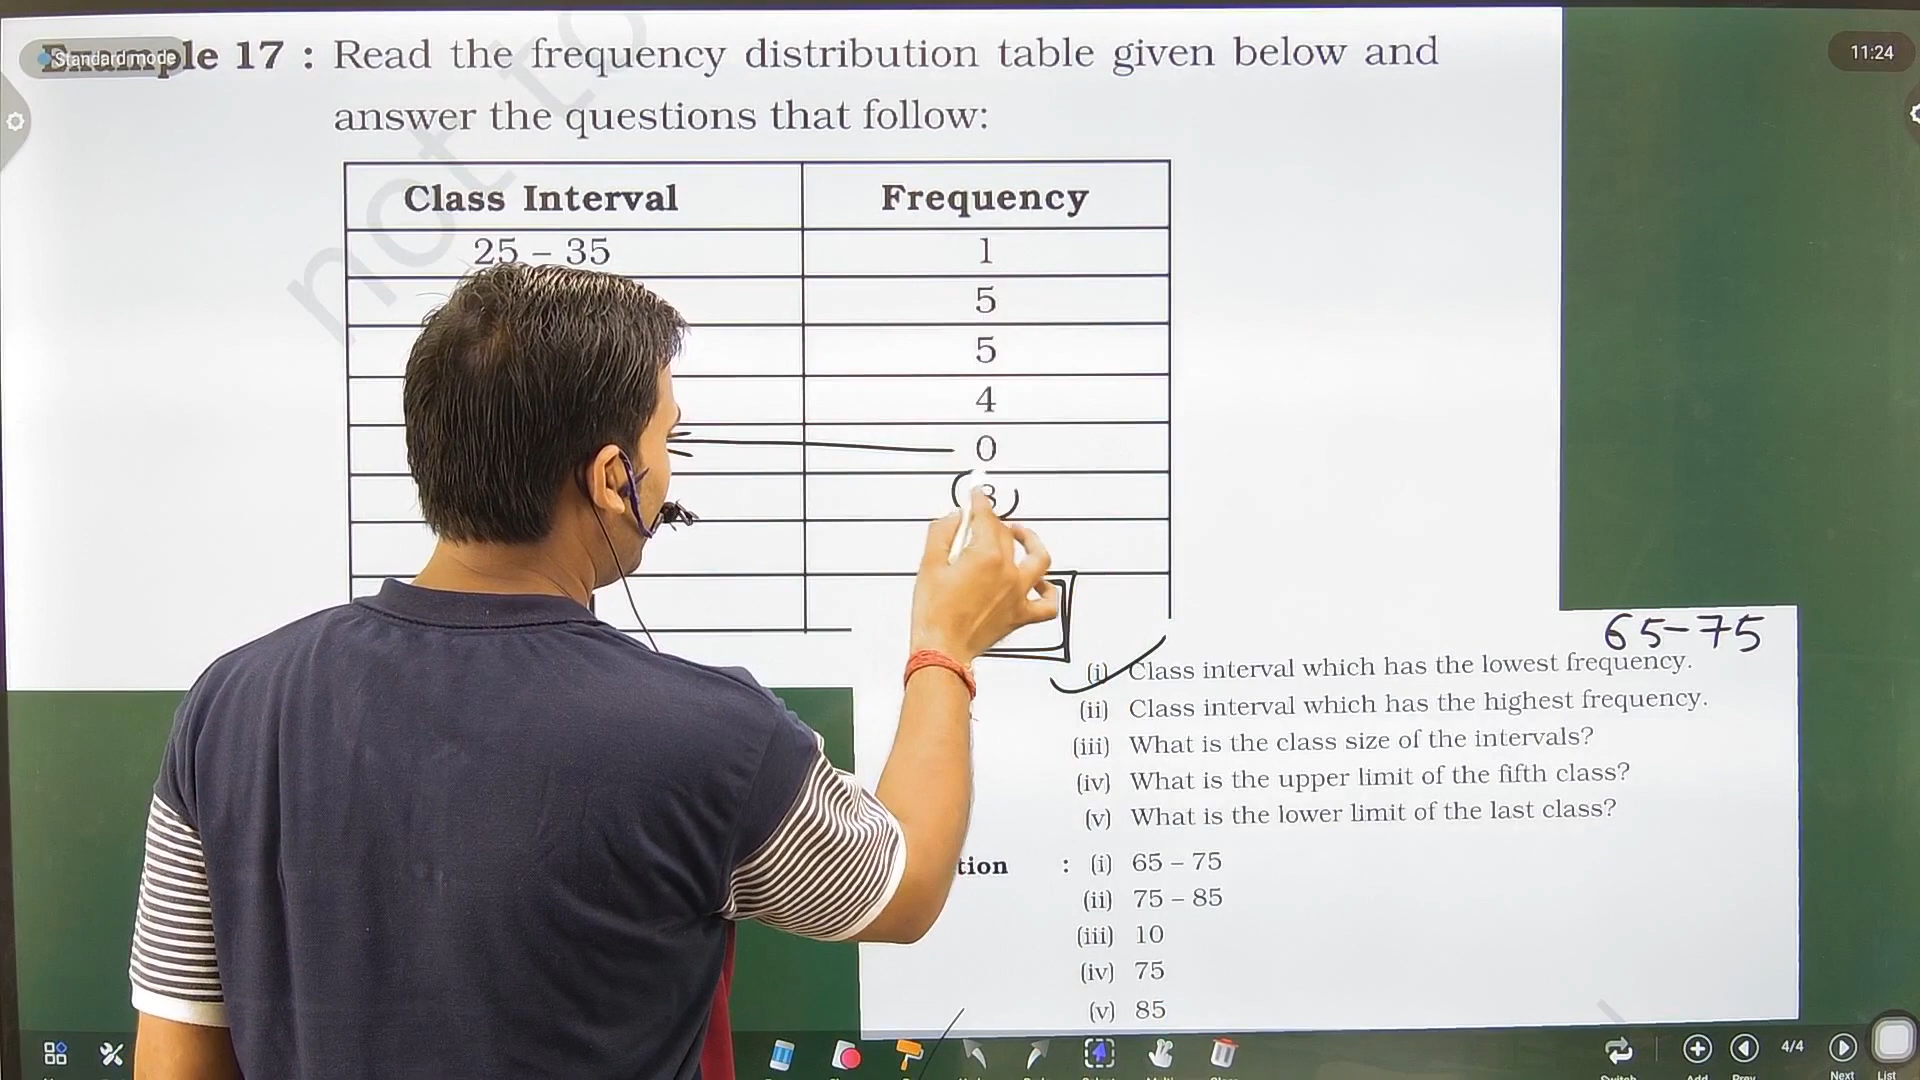 Standard mode
11:24
Example 17 : Read the frequency distribution table given below and
answer the questions that follow:
not to
Class Interval Frequency
25 – 35 1
5
5
4
0
65-75
(i) Class interval which has the lowest frequency.
(ii) Class interval which has the highest frequency.
(iii) What is the class size of the intervals?
(iv) What is the upper limit of the fifth class?
(v) What is the lower limit of the last class?
tion : (i) 65 – 75
(ii) 75 – 85
(iii) 10
(iv) 75
(v) 85
4/4
Next List